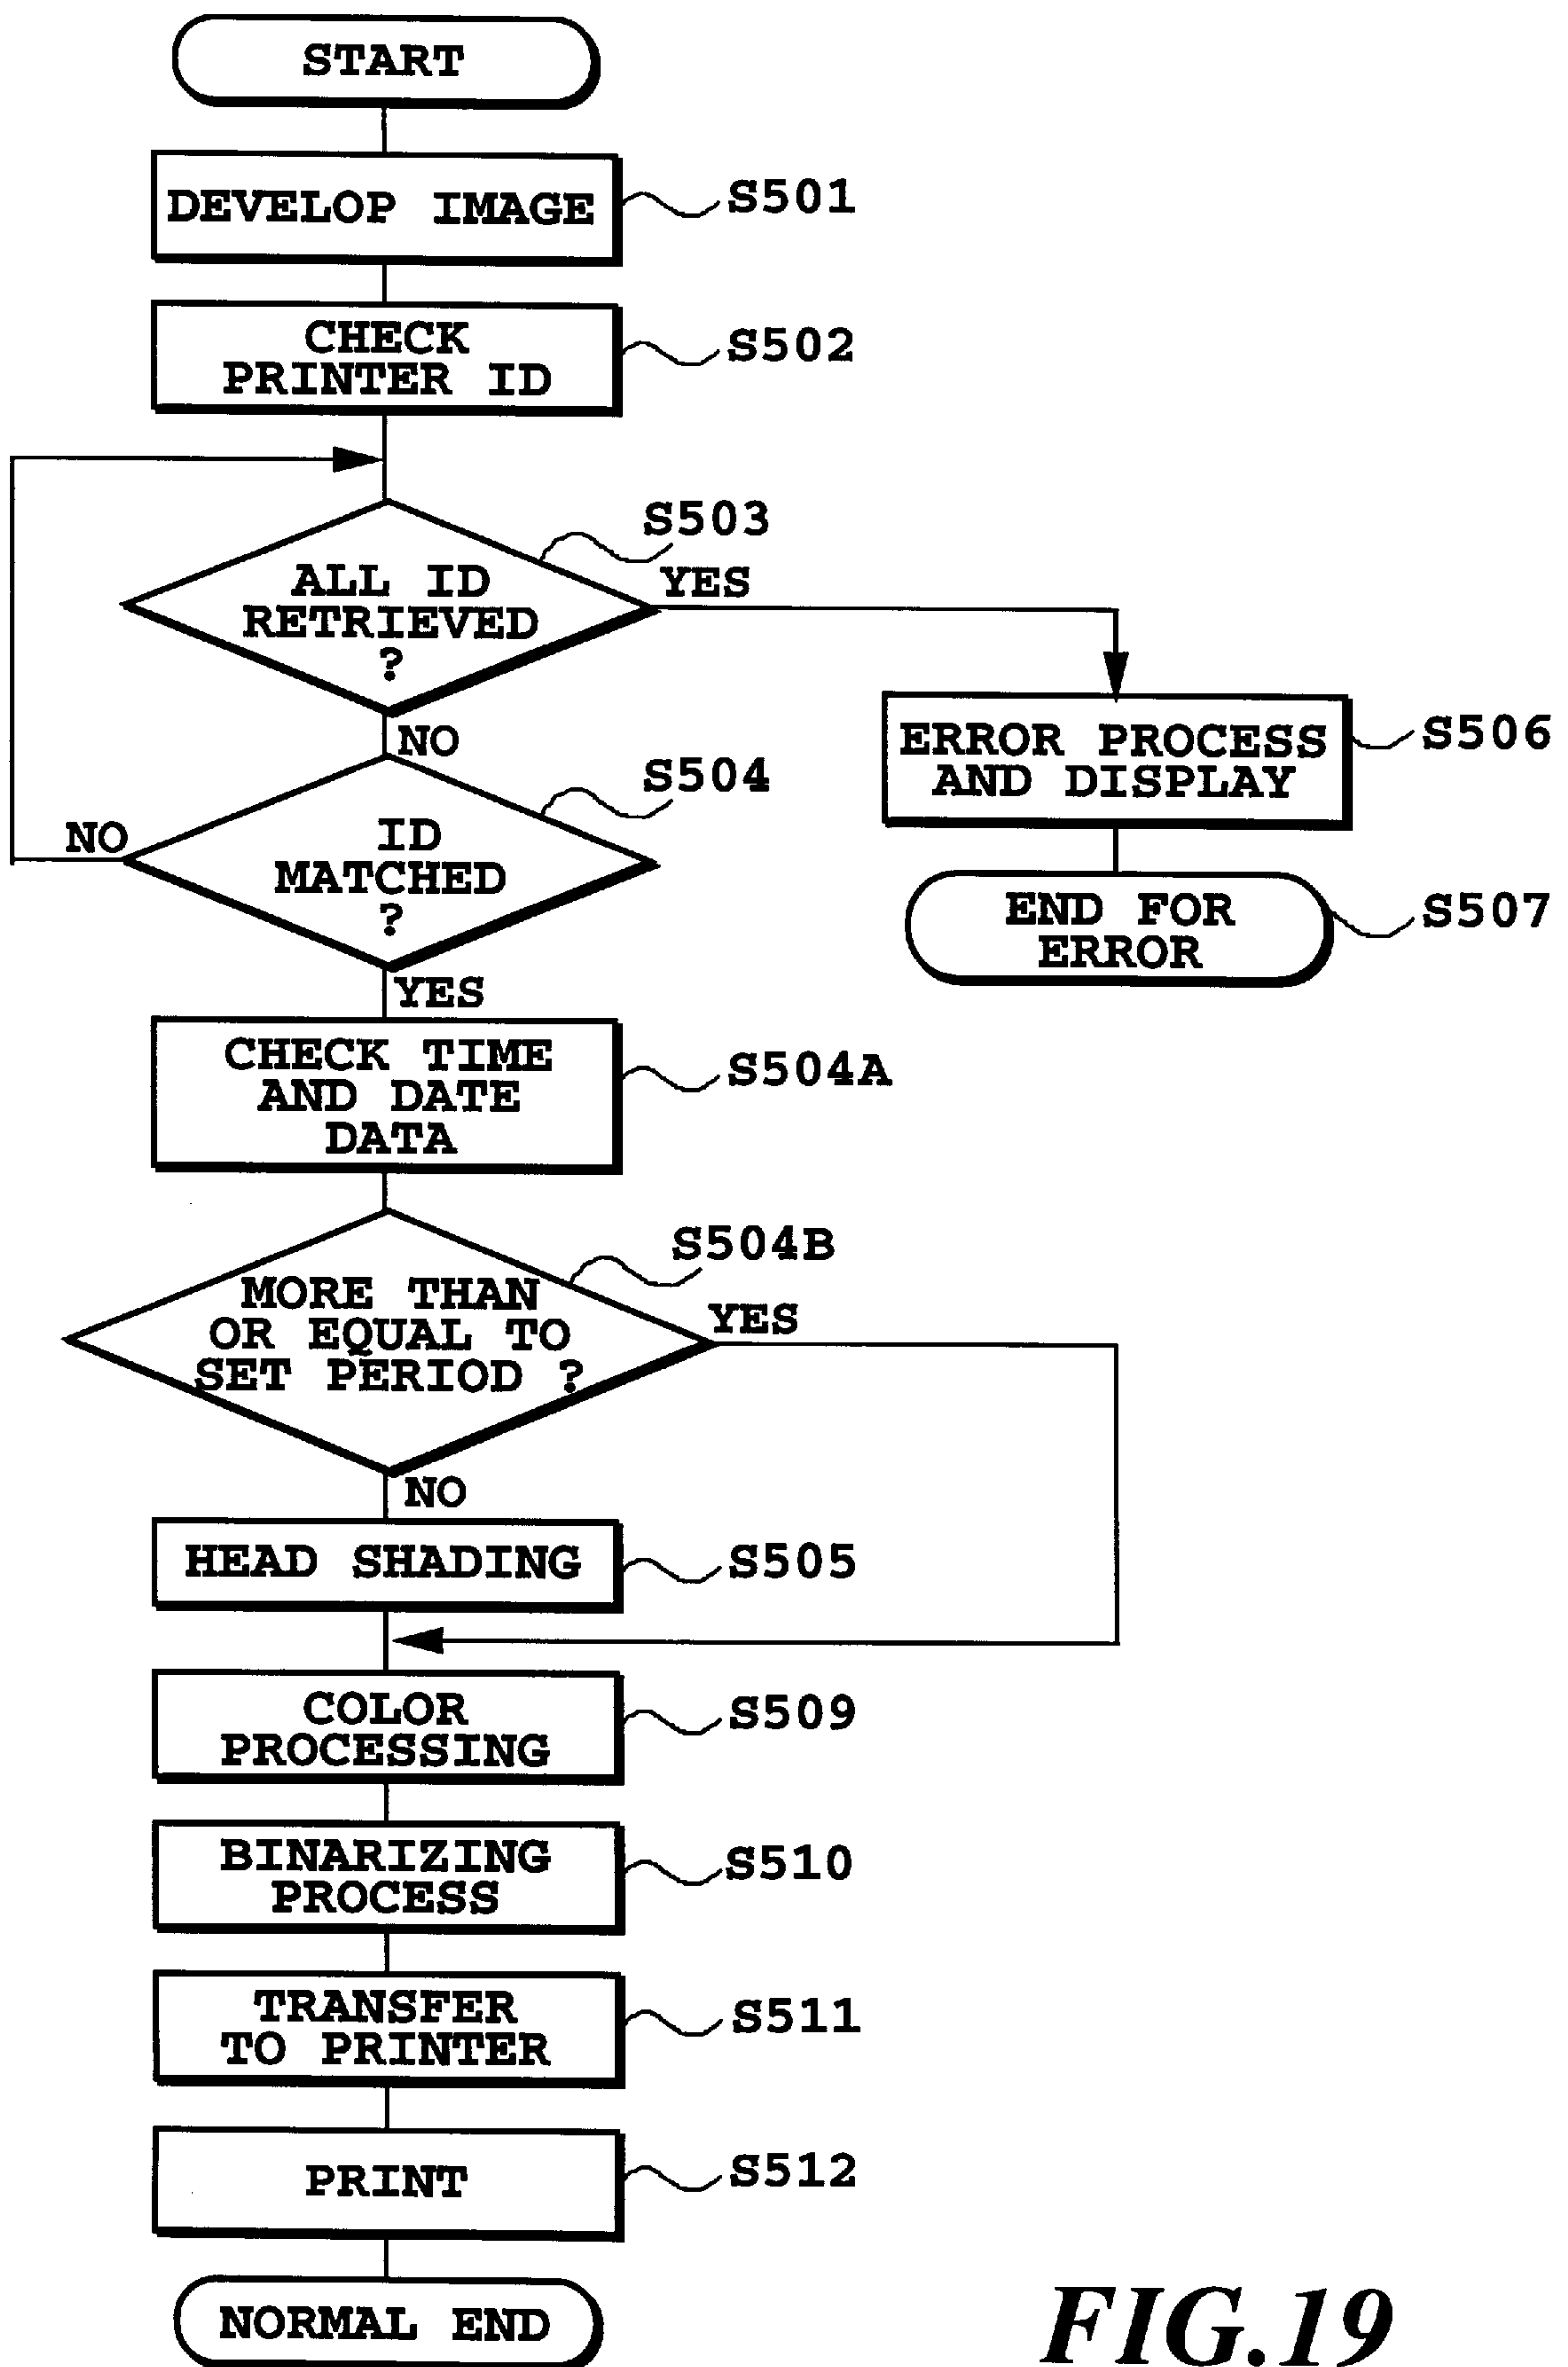 START
DEVELOP IMAGE
S501
CHECK
PRINTER ID
S502
S503
ALL ID
RETRIEVED
?
YES
NO
ERROR PROCESS
AND DISPLAY
S506
S504
NO
ID
MATCHED
?
END FOR
ERROR
S507
YES
CHECK TIME
AND DATE
DATA
S504A
S504B
MORE THAN
OR EQUAL TO
SET PERIOD ?
YES
NO
HEAD SHADING
S505
COLOR
PROCESSING
S509
BINARIZING
PROCESS
S510
TRANSFER
TO PRINTER
S511
PRINT
S512
NORMAL END
FIG.19